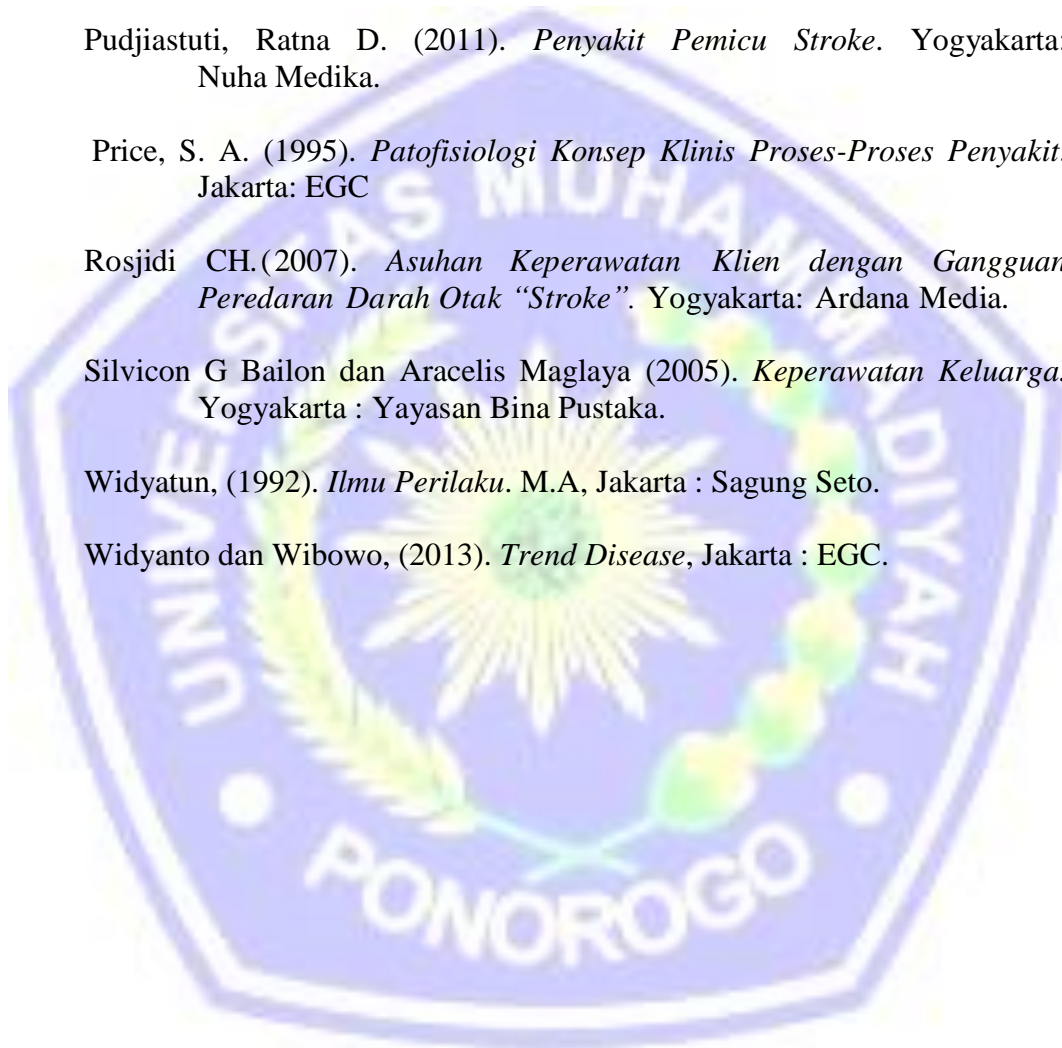 Pudjiastuti, Ratna D. (2011). Penyakit Pemicu Stroke. Yogyakarta:
Nuha Medika.
Price, S. A. (1995). Patofisiologi Konsep Klinis Proses-Proses Penyakit.
Jakarta: EGC
Rosjidi CH.(2007). Asuhan Keperawatan Klien dengan Gangguan
Peredaran Darah Otak “Stroke”. Yogyakarta: Ardana Media.
Silvicon G Bailon dan Aracelis Maglaya (2005). Keperawatan Keluarga.
Yogyakarta : Yayasan Bina Pustaka.
Widyatun, (1992). Ilmu Perilaku. M.A, Jakarta : Sagung Seto.
Widyanto dan Wibowo, (2013). Trend Disease, Jakarta : EGC.
UNIVERSITAS MUHAMMADIYAH
PONOROGO